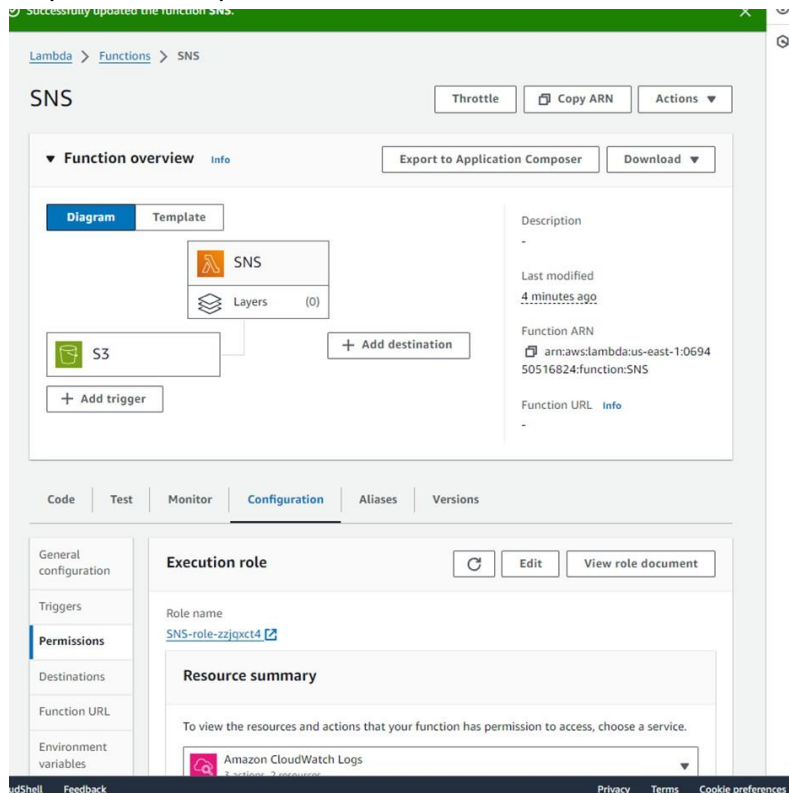 Successfully updated the function SNS.
Lambda > Functions > SNS
SNS
Throttle Copy ARN Actions
Function overview Info Export to Application Composer Download
Diagram Template
SNS
Layers (0)
S3
+ Add destination
+ Add trigger
Description
-
Last modified
4 minutes ago
Function ARN
arn:aws:lambda:us-east-1:0694
50516824:function:SNS
Function URL Info
-
Code Test Monitor Configuration Aliases Versions
General
configuration
Triggers
Permissions
Destinations
Function URL
Environment
variables
Execution role Edit View role document
Role name
SNS-role-zzjqxct4
Resource summary
To view the resources and actions that your function has permission to access, choose a service.
Amazon CloudWatch Logs
3 actions, 2 resources
Feedback Privacy Terms Cookie preferences